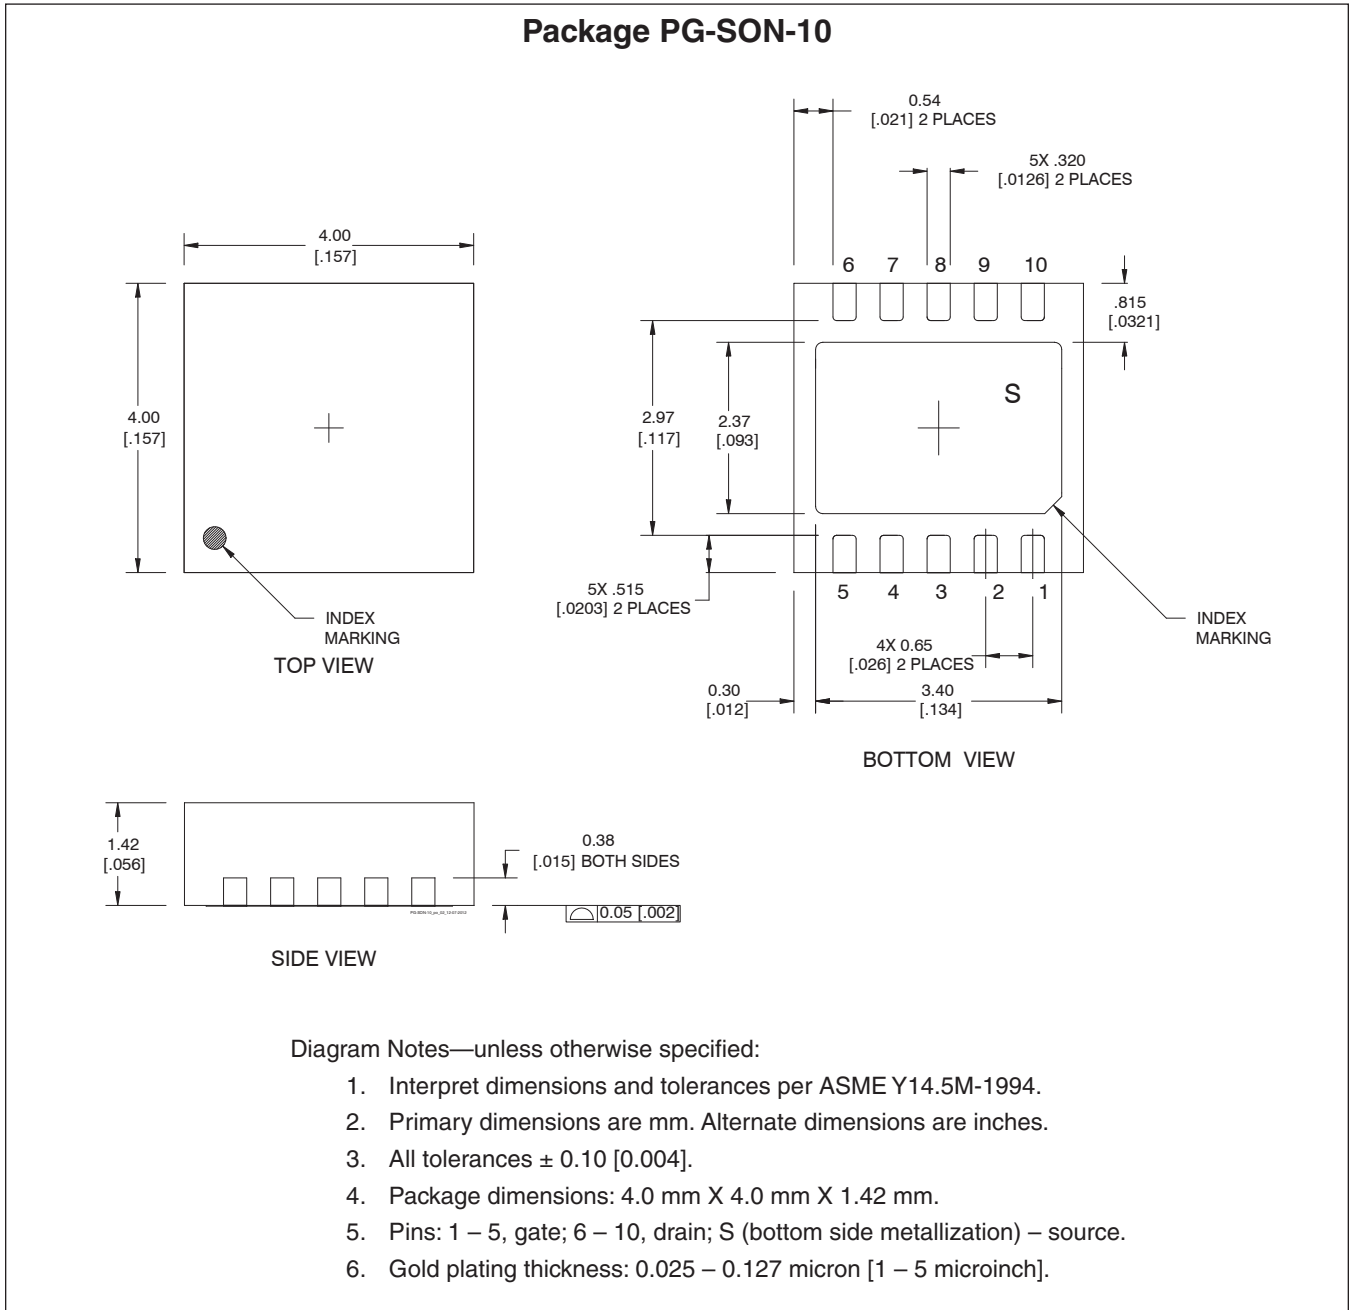 Package PG-SON-10
0.54
[.021] 2 PLACES
5X .320
[.0126] 2 PLACES
4.00
[.157]
6 7 8 9 10
.815
[.0321]
4.00
[.157]
2.97
[.117]
2.37
[.093]
S
5X .515
[.0203] 2 PLACES
5 4 3 2 1
INDEX
MARKING
TOP VIEW
INDEX
MARKING
4X 0.65
[.026] 2 PLACES
0.30
[.012]
3.40
[.134]
BOTTOM VIEW
1.42
[.056]
0.38
[.015] BOTH SIDES
0.05 [.002]
SIDE VIEW
Diagram Notes—unless otherwise specified:
1. Interpret dimensions and tolerances per ASME Y14.5M-1994.
2. Primary dimensions are mm. Alternate dimensions are inches.
3. All tolerances ± 0.10 [0.004].
4. Package dimensions: 4.0 mm X 4.0 mm X 1.42 mm.
5. Pins: 1 – 5, gate; 6 – 10, drain; S (bottom side metallization) – source.
6. Gold plating thickness: 0.025 – 0.127 micron [1 – 5 microinch].